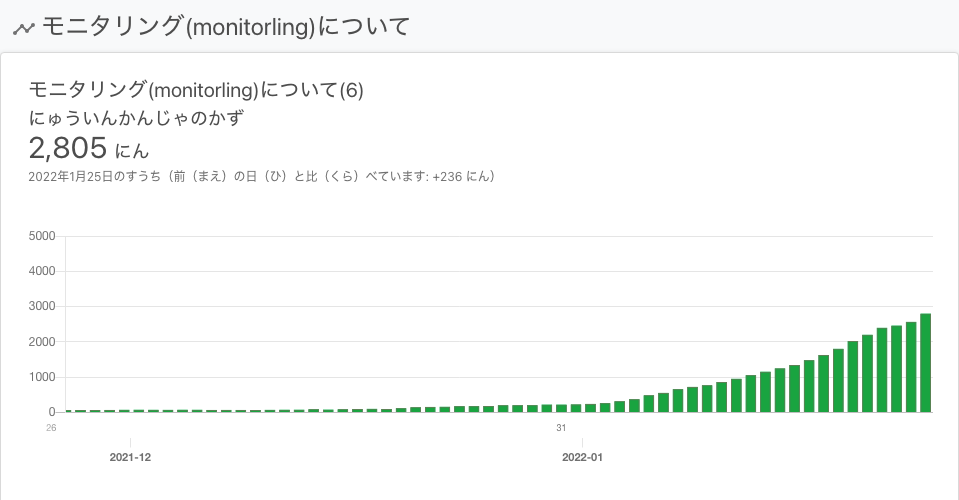 モニタリング(monitorling)について
モニタリング(monitorling)について(6)
にゅういんかんじゃのかず
2,805 にん
2022年1月25日のすうち（前（まえ）の日（ひ）と比（くら）べています: +236 にん）
5000
4000
3000
2000
1000
0
26 31
2021-12 2022-01